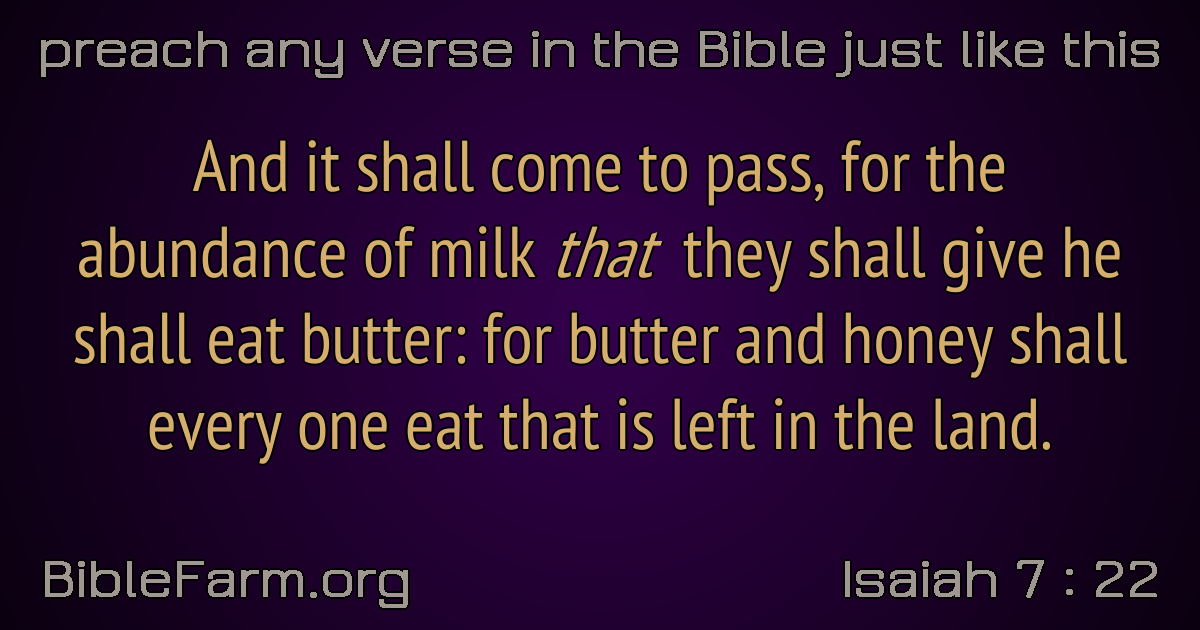 preach any verse in the Bible just like this
And it shall come to pass, for the
abundance of milk that they shall give he
shall eat butter: for butter and honey shall
every one eat that is left in the land.
BibleFarm.org
Isaiah 7 : 22